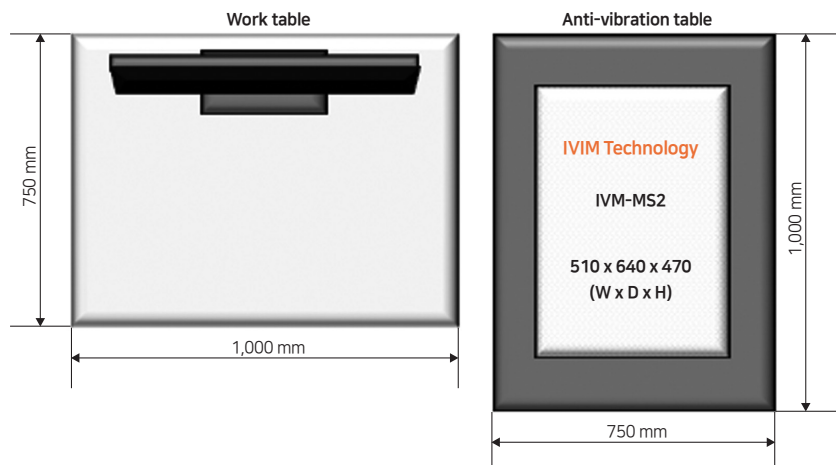 Work table
750 mm
1,000 mm
Anti-vibration table
IVIM Technology
IVM-MS2
510 x 640 x 470
(W x D x H)
1,000 mm
750 mm